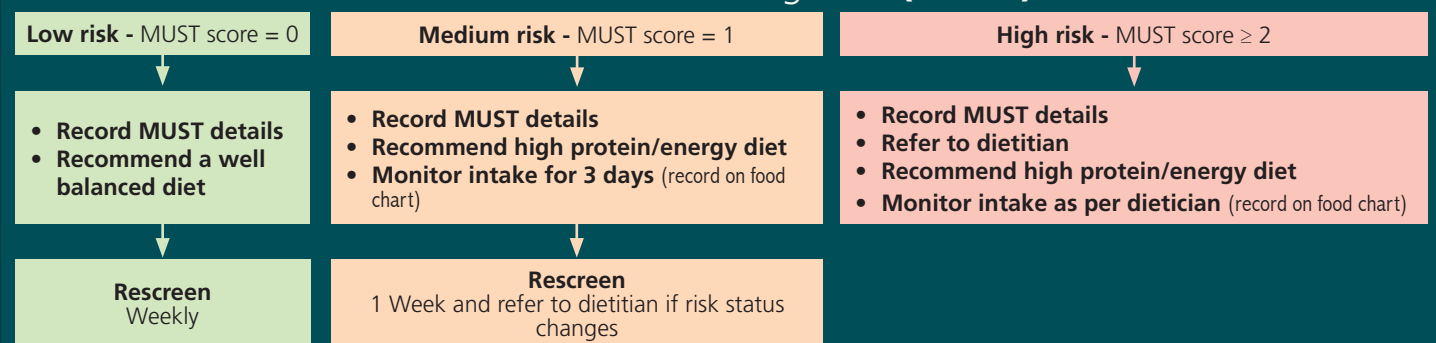 Low risk - MUST score = 0
Medium risk - MUST score = 1
High risk - MUST score ≥ 2
• Record MUST details
• Recommend a well
balanced diet
• Record MUST details
• Recommend high protein/energy diet
• Monitor intake for 3 days (record on food
chart)
• Record MUST details
• Refer to dietitian
• Recommend high protein/energy diet
• Monitor intake as per dietician (record on food chart)
Rescreen
Weekly
Rescreen
1 Week and refer to dietitian if risk status
changes